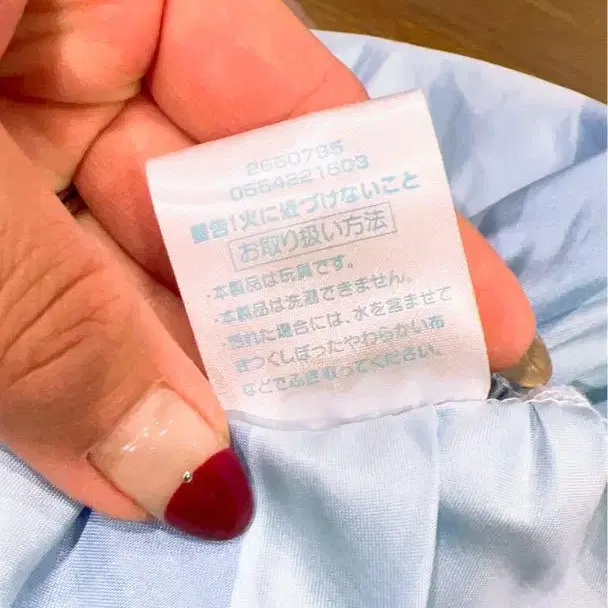 2650795
0554221503
警告!火に近づけないこと
お取り扱い方法
・本製品は玩具です。
・本製品は洗濯できません。
汚れた場合には、水を含ませて
きつくしぼったやわらかい布
などでふき取ってください。